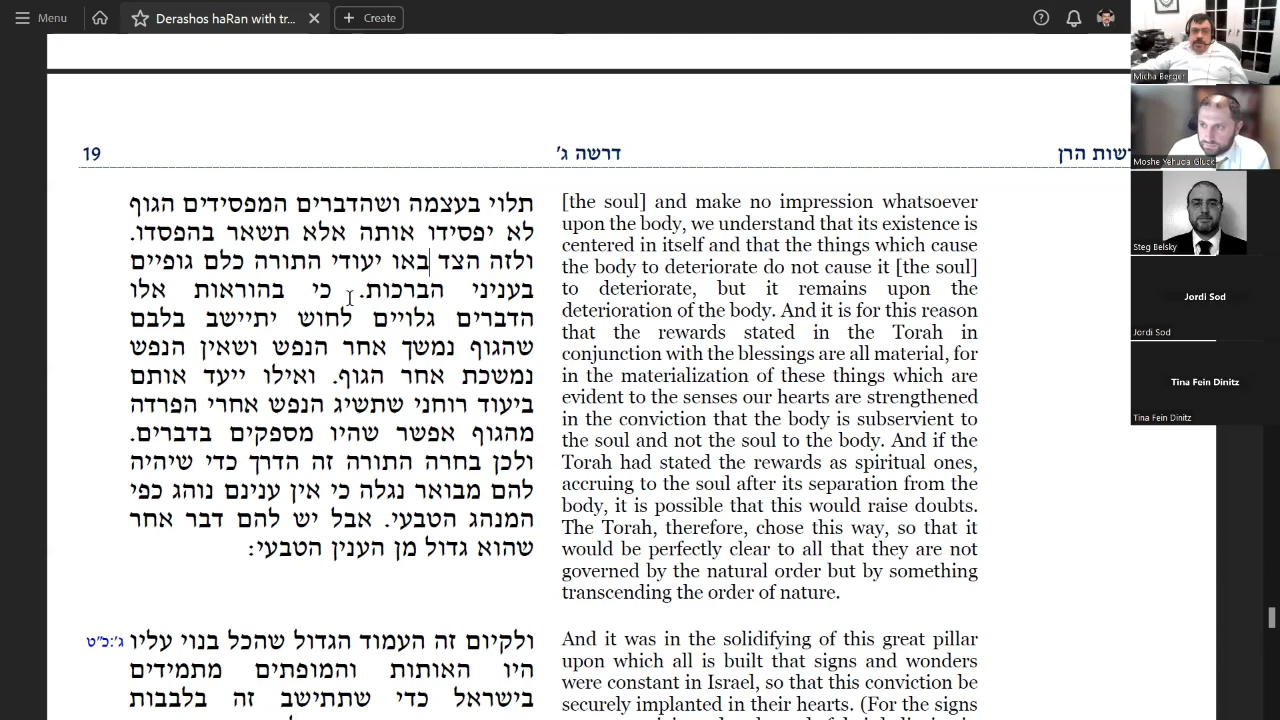 Menu
Derashos haRan with tr...
Create
Micha Berger
Moshe Yehuda Gluck
Steg Belsky
Jordi Sod
Jordi Sod
Tina Fein Dinitz
Tina Fein Dinitz
19
דרשה ג'
שות הרן
תלוי בעצמה ושהדברים המפסידים הגוף
לא יפסידו אותה אלא תשאר בהפסדו.
ולזה הצד באו יעודי התורה כלם גופיים
בעניני הברכות. כי בהוראות אלו
הדברים גלויים לחוש יתיישב בלבם
שהגוף נמשך אחר הנפש ושאין הנפש
נמשכת אחר הגוף. ואילו ייעד אותם
ביעוד רוחני שתשיג הנפש אחרי הפרדה
מהגוף אפשר שהיו מספקים בדברים.
ולכן בחרה התורה זה הדרך כדי שיהיה
להם מבואר נגלה כי אין ענינם נוהג כפי
המנהג הטבעי. אבל יש להם דבר אחר
שהוא גדול מן הענין הטבעי:
ג':כ"ט
ולקיום זה העמוד הגדול שהכל בנוי עליו
היו האותות והמופתים מתמידים
בישראל כדי שתתישב זה בלבבות
[the soul] and make no impression whatsoever
upon the body, we understand that its existence is
centered in itself and that the things which cause
the body to deteriorate do not cause it [the soul]
to deteriorate, but it remains upon the
deterioration of the body. And it is for this reason
that the rewards stated in the Torah in
conjunction with the blessings are all material, for
in the materialization of these things which are
evident to the senses our hearts are strengthened
in the conviction that the body is subservient to
the soul and not the soul to the body. And if the
Torah had stated the rewards as spiritual ones,
accruing to the soul after its separation from the
body, it is possible that this would raise doubts.
The Torah, therefore, chose this way, so that it
would be perfectly clear to all that they are not
governed by the natural order but by something
transcending the order of nature.
And it was in the solidifying of this great pillar
upon which all is built that signs and wonders
were constant in Israel, so that this conviction be
securely implanted in their hearts. (For the signs